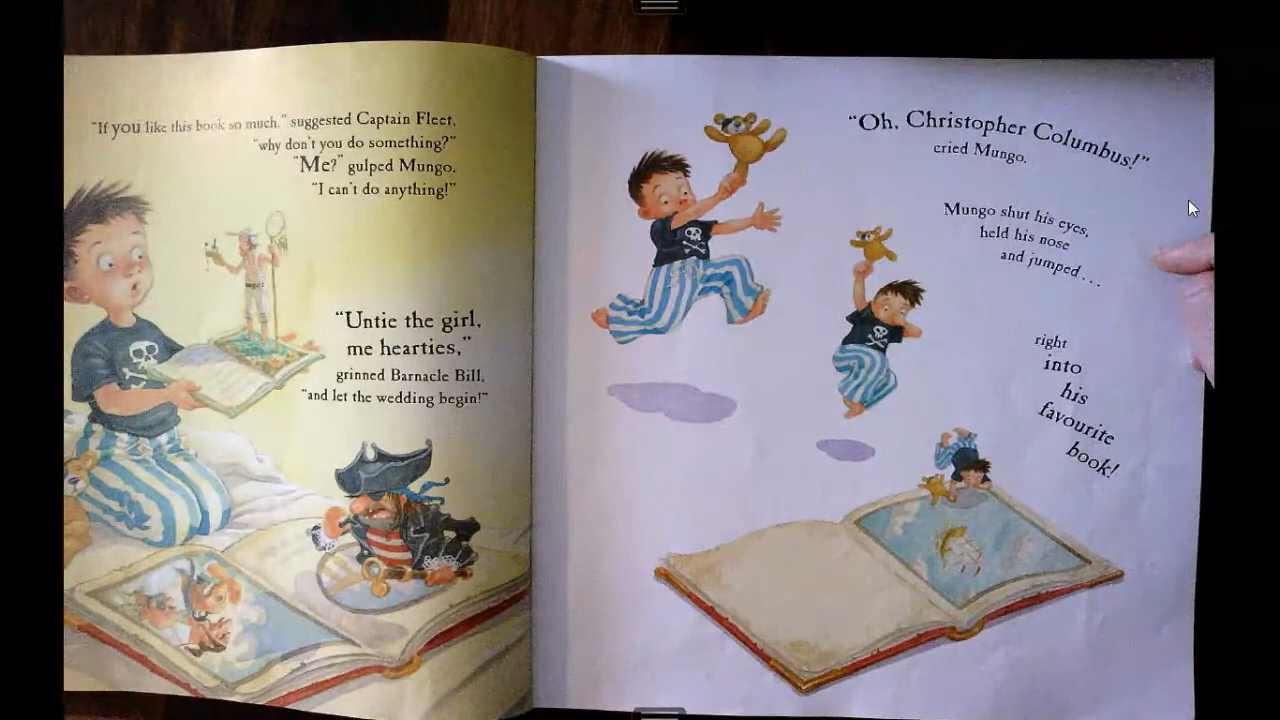 "If you like this book so much," suggested Captain Fleet,
"why don't you do something?"
"Me?" gulped Mungo.
"I can't do anything!"
"Untie the girl,
me hearties,"
grinned Barnacle Bill,
"and let the wedding begin!"
"Oh, Christopher Columbus!"
cried Mungo.
Mungo shut his eyes,
held his nose
and jumped...
right
into
his
favourite
book!